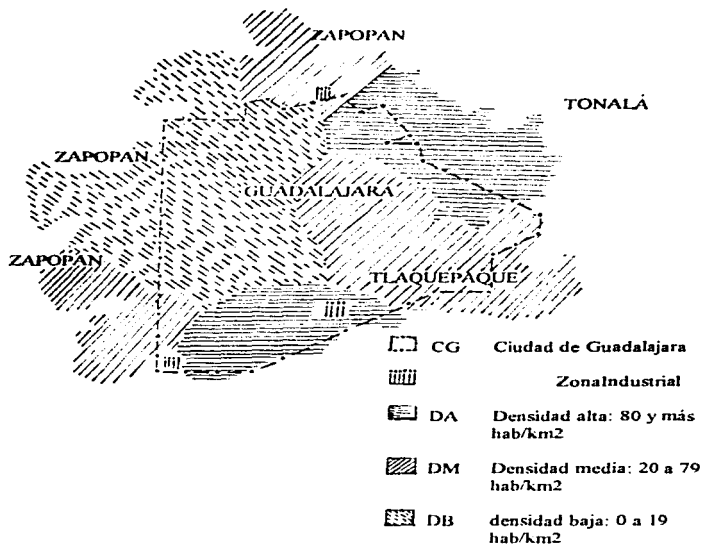 ZAPOPAN
TONALÁ
ZAPOPAN
GUADALAJARA
ZAPOPAN
TLAQUEPAQUE
CG Ciudad de Guadalajara
ZonaIndustrial
DA Densidad alta: 80 y más
hab/km2
DM Densidad media: 20 a 79
hab/km2
DB densidad baja: 0 a 19
hab/km2